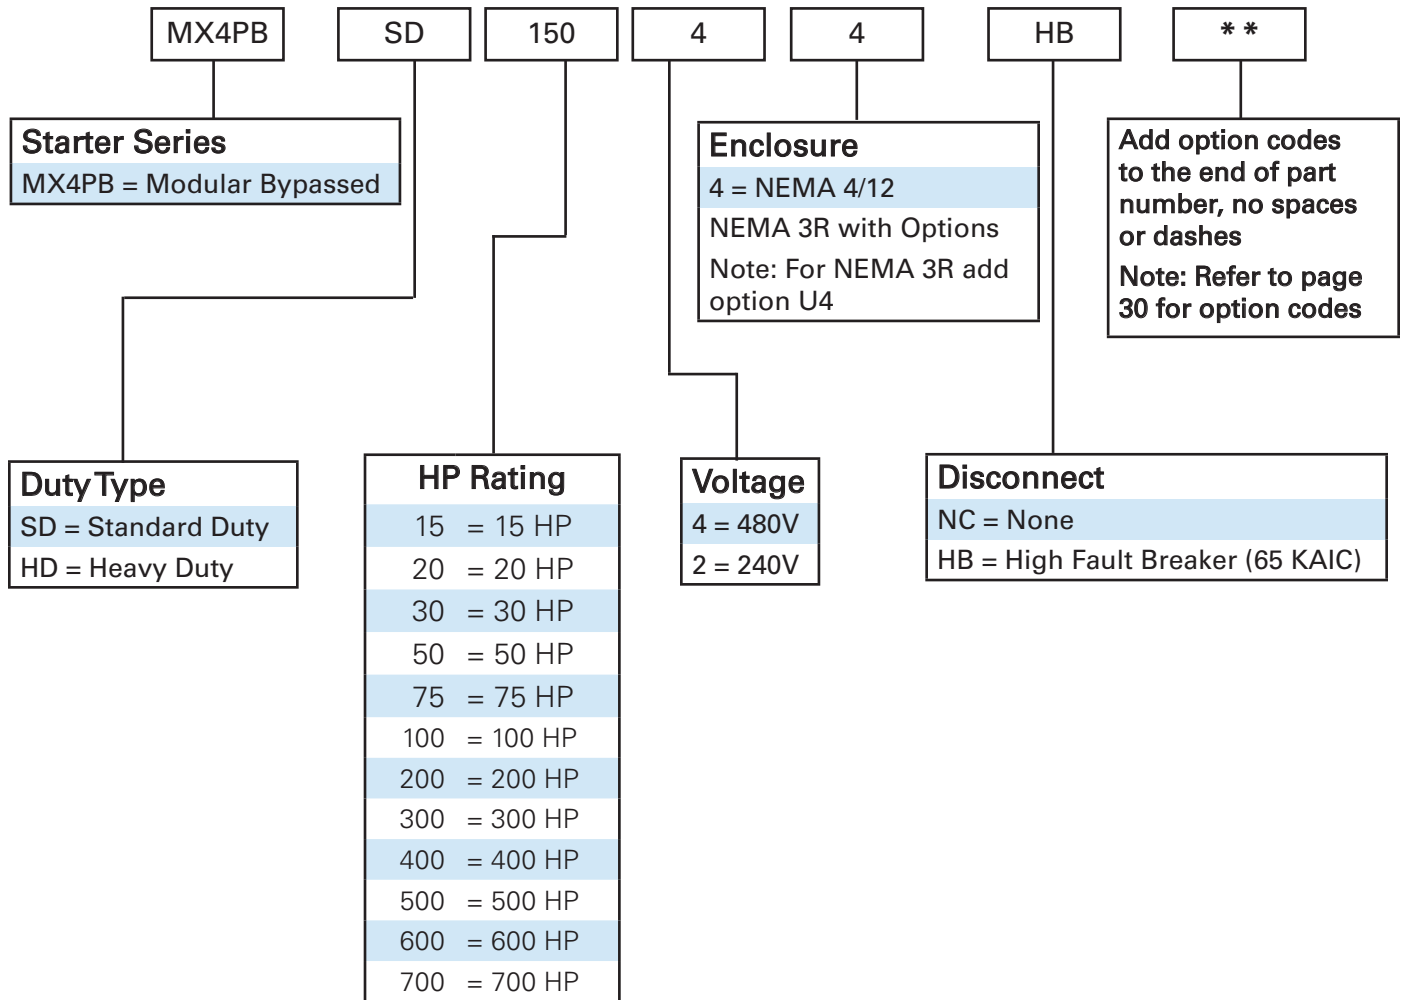 MX4PB SD 150 4 4 HB **
Starter Series
MX4PB = Modular Bypassed
Enclosure
4 = NEMA 4/12
NEMA 3R with Options
Note: For NEMA 3R add
option U4
Add option codes
to the end of part
number, no spaces
or dashes
Note: Refer to page
30 for option codes
Duty Type
SD = Standard Duty
HD = Heavy Duty
HP Rating
15 = 15 HP
20 = 20 HP
30 = 30 HP
50 = 50 HP
75 = 75 HP
100 = 100 HP
200 = 200 HP
300 = 300 HP
400 = 400 HP
500 = 500 HP
600 = 600 HP
700 = 700 HP
Voltage
4 = 480V
2 = 240V
Disconnect
NC = None
HB = High Fault Breaker (65 KAIC)